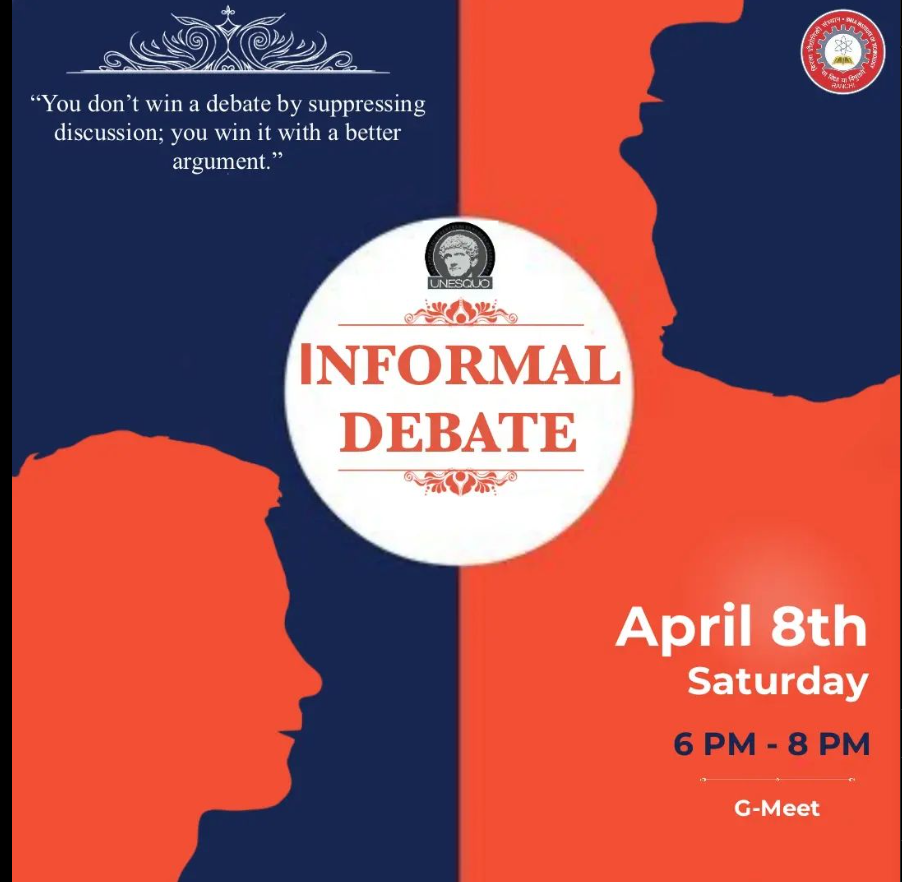 “You don’t win a debate by suppressing
discussion; you win it with a better
argument.”
RANCHI
UNESQUO
INFORMAL
DEBATE
April 8th
Saturday
6 PM - 8 PM
G-Meet